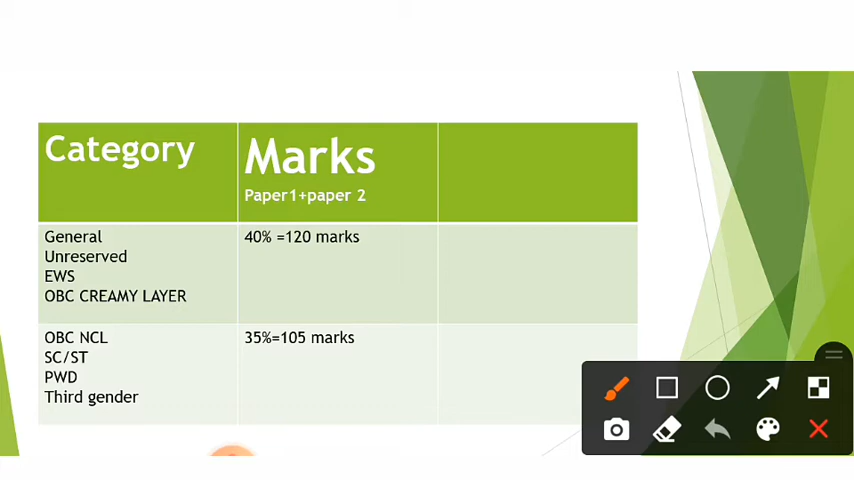 Category
Marks
Paper1+paper 2
General
Unreserved
EWS
OBC CREAMY LAYER
40% =120 marks
OBC NCL
SC/ST
PWD
Third gender
35%=105 marks